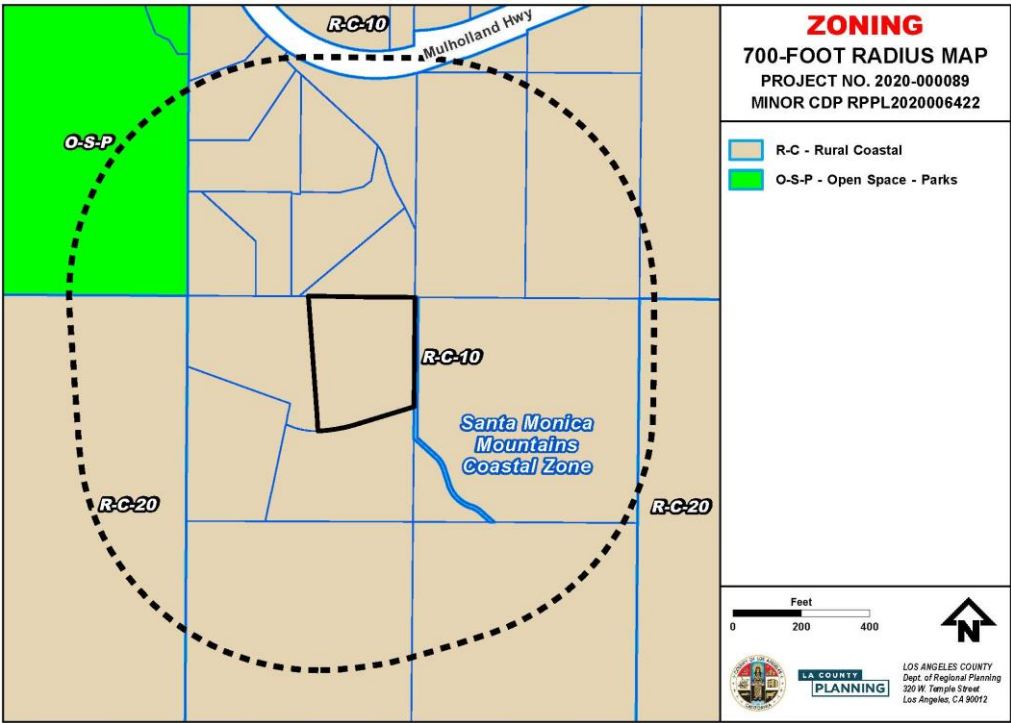 R-C-10
Mulholland Hwy
O-S-P
R-C-10
Santa Monica
Mountains
Coastal Zone
R-C-20
R-C-20
ZONING
700-FOOT RADIUS MAP
PROJECT NO. 2020-000089
MINOR CDP RPPL2020006422
R-C - Rural Coastal
O-S-P - Open Space - Parks
Feet
0 200 400
N
LA COUNTY
PLANNING
LOS ANGELES COUNTY
Dept. of Regional Planning
320 W. Temple Street
Los Angeles, CA 90012